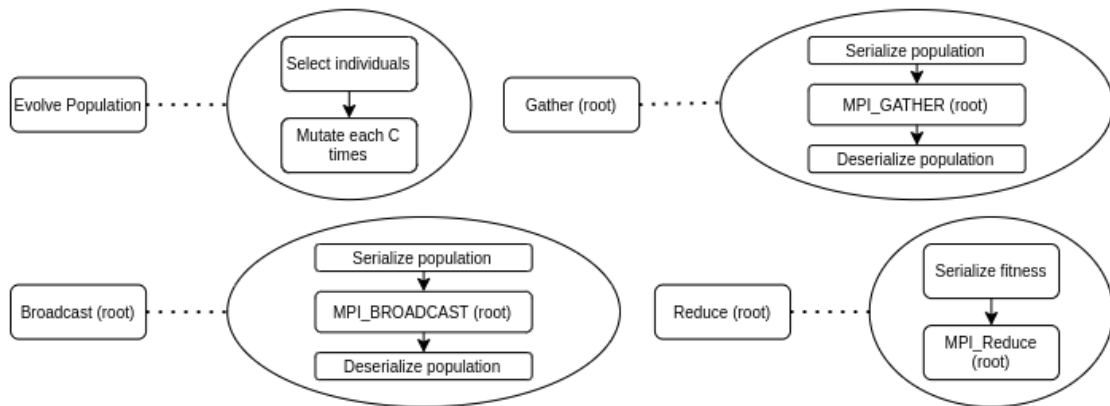 Evolve Population
Select individuals
Mutate each C
times
Gather (root)
Serialize population
MPI_GATHER (root)
Deserialize population
Broadcast (root)
Serialize population
MPI_BROADCAST (root)
Deserialize population
Reduce (root)
Serialize fitness
MPI_Reduce
(root)